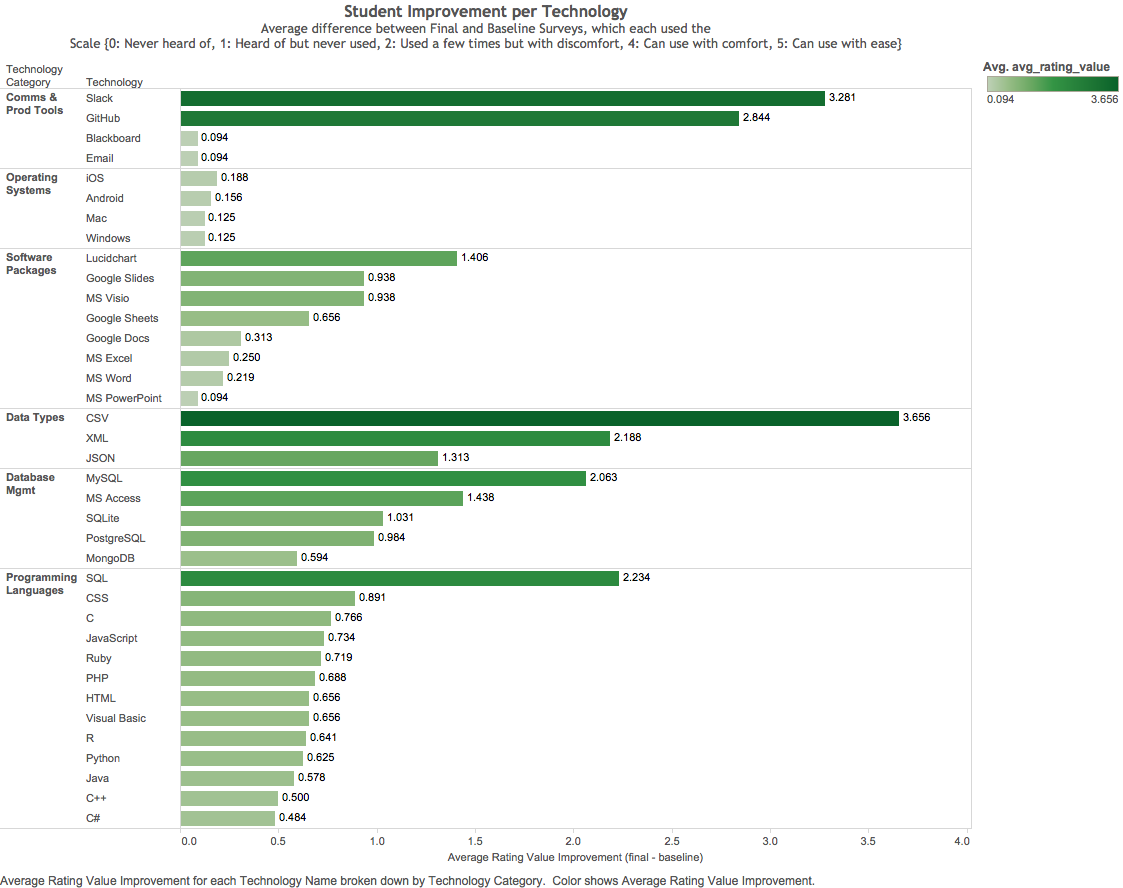 Student Improvement per Technology
Average difference between Final and Baseline Surveys, which each used the
Scale {0: Never heard of, 1: Heard of but never used, 2: Used a few times but with discomfort, 4: Can use with comfort, 5: Can use with ease}
Avg. avg_rating_value
0.094 3.656
Technology
Category Technology
Comms &
Prod Tools
Slack 3.281
GitHub 2.844
Blackboard 0.094
Email 0.094
Operating
Systems
iOS 0.188
Android 0.156
Mac 0.125
Windows 0.125
Software
Packages
Lucidchart 1.406
Google Slides 0.938
MS Visio 0.938
Google Sheets 0.656
Google Docs 0.313
MS Excel 0.250
MS Word 0.219
MS PowerPoint 0.094
Data Types
CSV 3.656
XML 2.188
JSON 1.313
Database
Mgmt
MySQL 2.063
MS Access 1.438
SQLite 1.031
PostgreSQL 0.984
MongoDB 0.594
Programming
Languages
SQL 2.234
CSS 0.891
C 0.766
JavaScript 0.734
Ruby 0.719
PHP 0.688
HTML 0.656
Visual Basic 0.656
R 0.641
Python 0.625
Java 0.578
C++ 0.500
C# 0.484
0.0 0.5 1.0 1.5 2.0 2.5 3.0 3.5 4.0
Average Rating Value Improvement (final - baseline)
Average Rating Value Improvement for each Technology Name broken down by Technology Category. Color shows Average Rating Value Improvement.